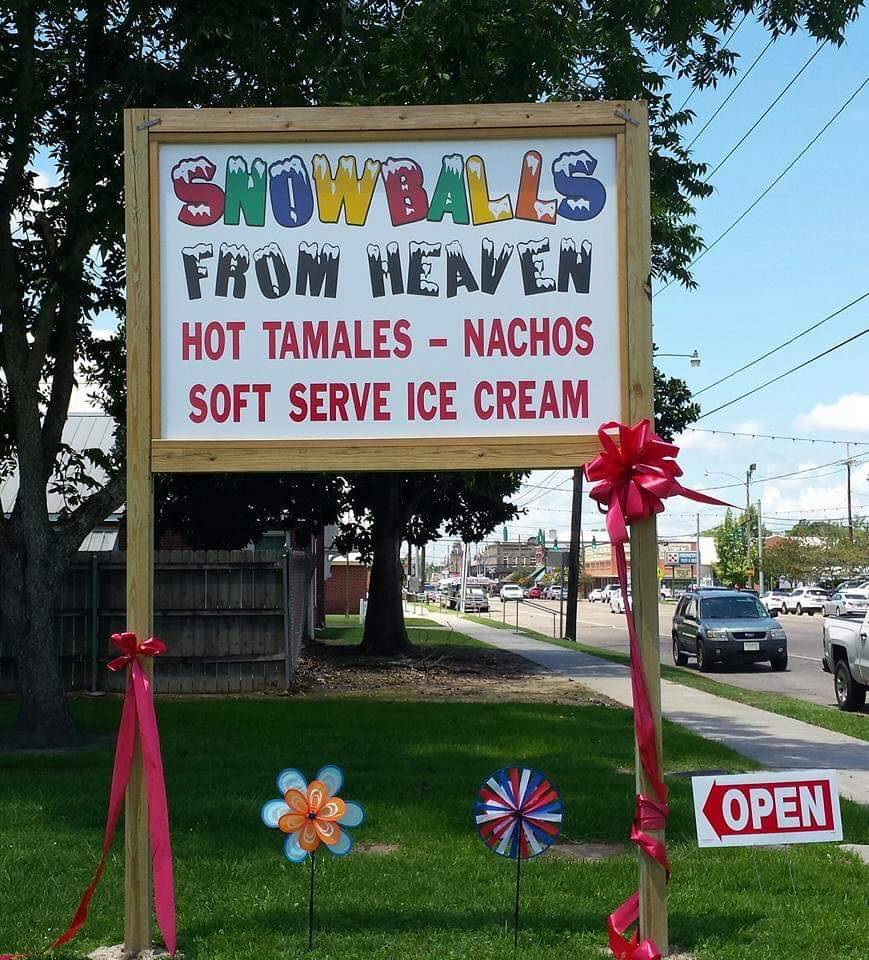 SNOWBALLS
FROM HEAVEN
HOT TAMALES - NACHOS
SOFT SERVE ICE CREAM
OPEN